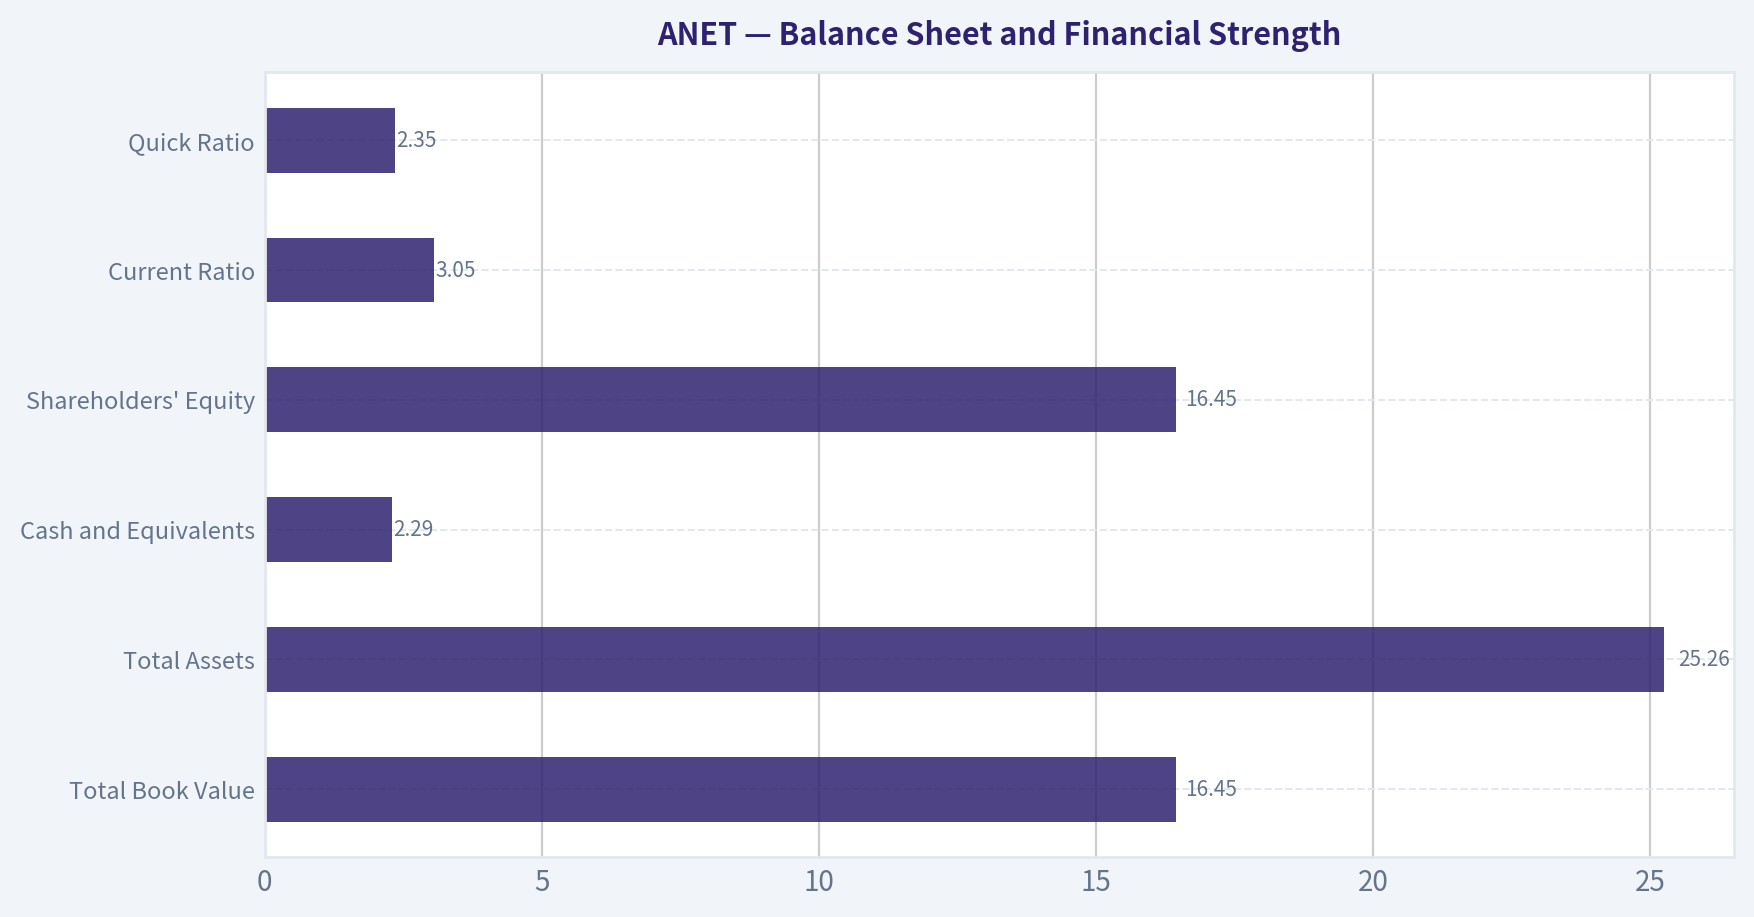 ANET — Balance Sheet and Financial Strength
Quick Ratio 2.35
Current Ratio 3.05
Shareholders' Equity 16.45
Cash and Equivalents 2.29
Total Assets 25.26
Total Book Value 16.45
0 5 10 15 20 25